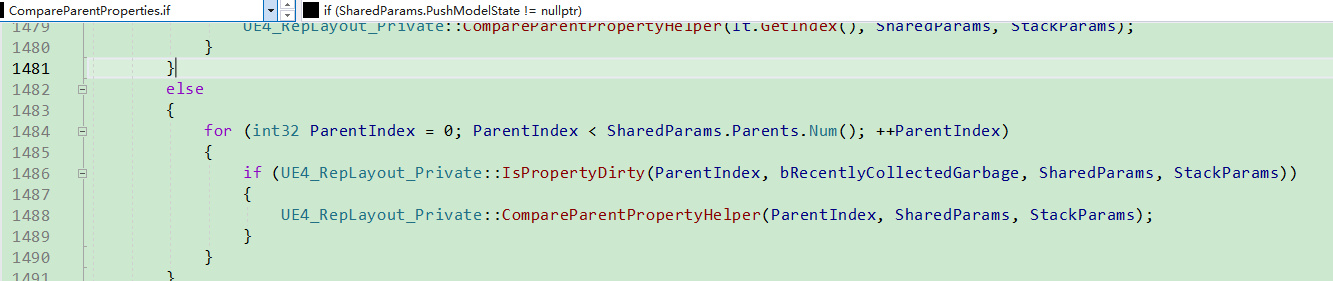 CompareParentProperties.if
if (SharedParams.PushModelState != nullptr)
1479 UE4_RepLayout_Private::CompareParentPropertyHelper(It.GetIndex(), SharedParams, StackParams);
1480 }
1481 }
1482 else
1483 {
1484 for (int32 ParentIndex = 0; ParentIndex < SharedParams.Parents.Num(); ++ParentIndex)
1485 {
1486 if (UE4_RepLayout_Private::IsPropertyDirty(ParentIndex, bRecentlyCollectedGarbage, SharedParams, StackParams))
1487 {
1488 UE4_RepLayout_Private::CompareParentPropertyHelper(ParentIndex, SharedParams, StackParams);
1489 }
1490 }
1491 }